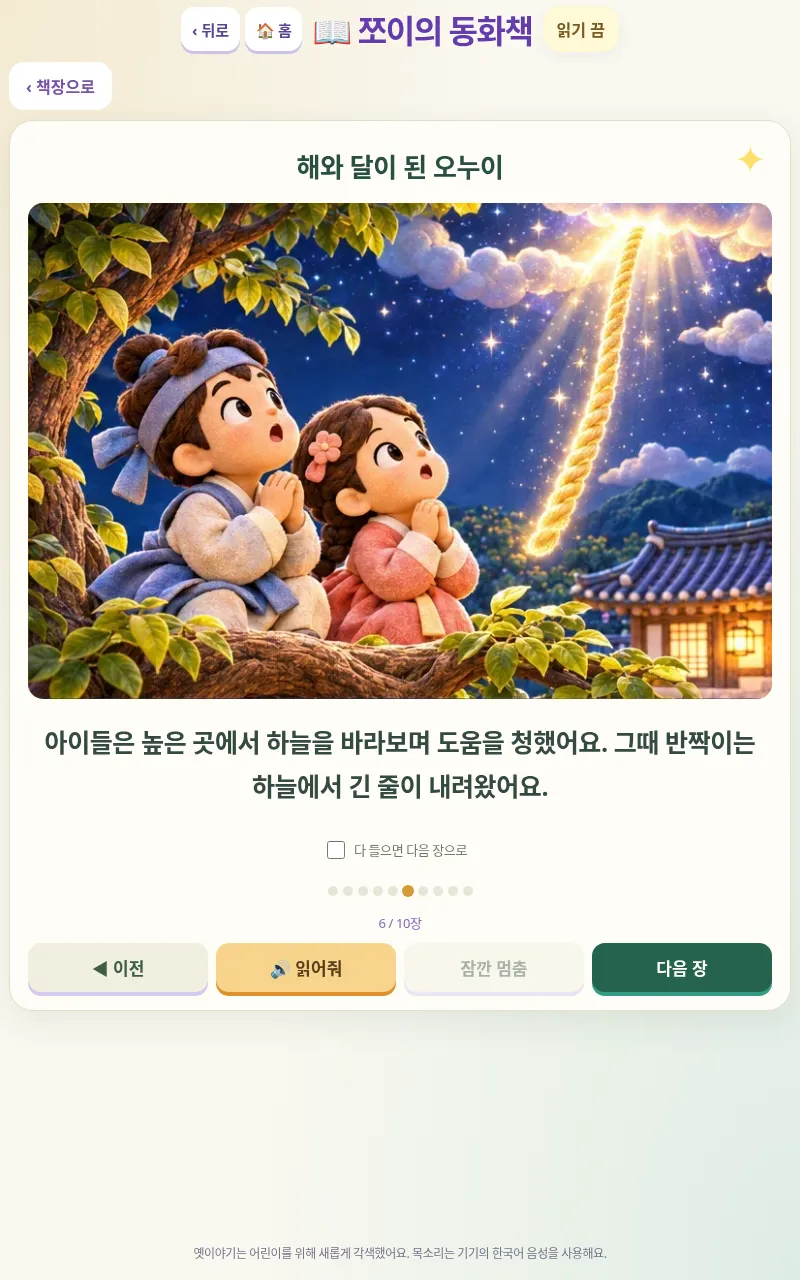 ‹ 뒤로 🏠 홈 📖 쪼이의 동화책 읽기 끝
‹ 책장으로
해와 달이 된 오누이
아이들은 높은 곳에서 하늘을 바라보며 도움을 청했어요. 그때 반짝이는
하늘에서 긴 줄이 내려왔어요.
다 들으면 다음 장으로
6 / 10장
◀ 이전 🔊 읽어줘 잠깐 멈춤 다음 장
옛이야기는 어린이를 위해 새롭게 각색했어요. 목소리는 기기의 한국어 음성을 사용해요.